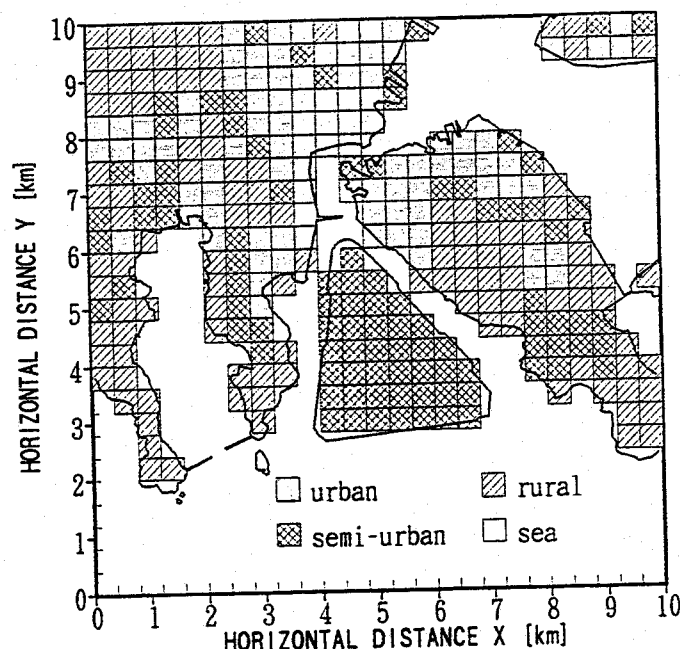 10
9
8
7
6
5
4
3
2
1
0
HORIZONTAL DISTANCE Y [km]
urban
rural
semi-urban
sea
0 1 2 3 4 5 6 7 8 9 10
HORIZONTAL DISTANCE X [km]